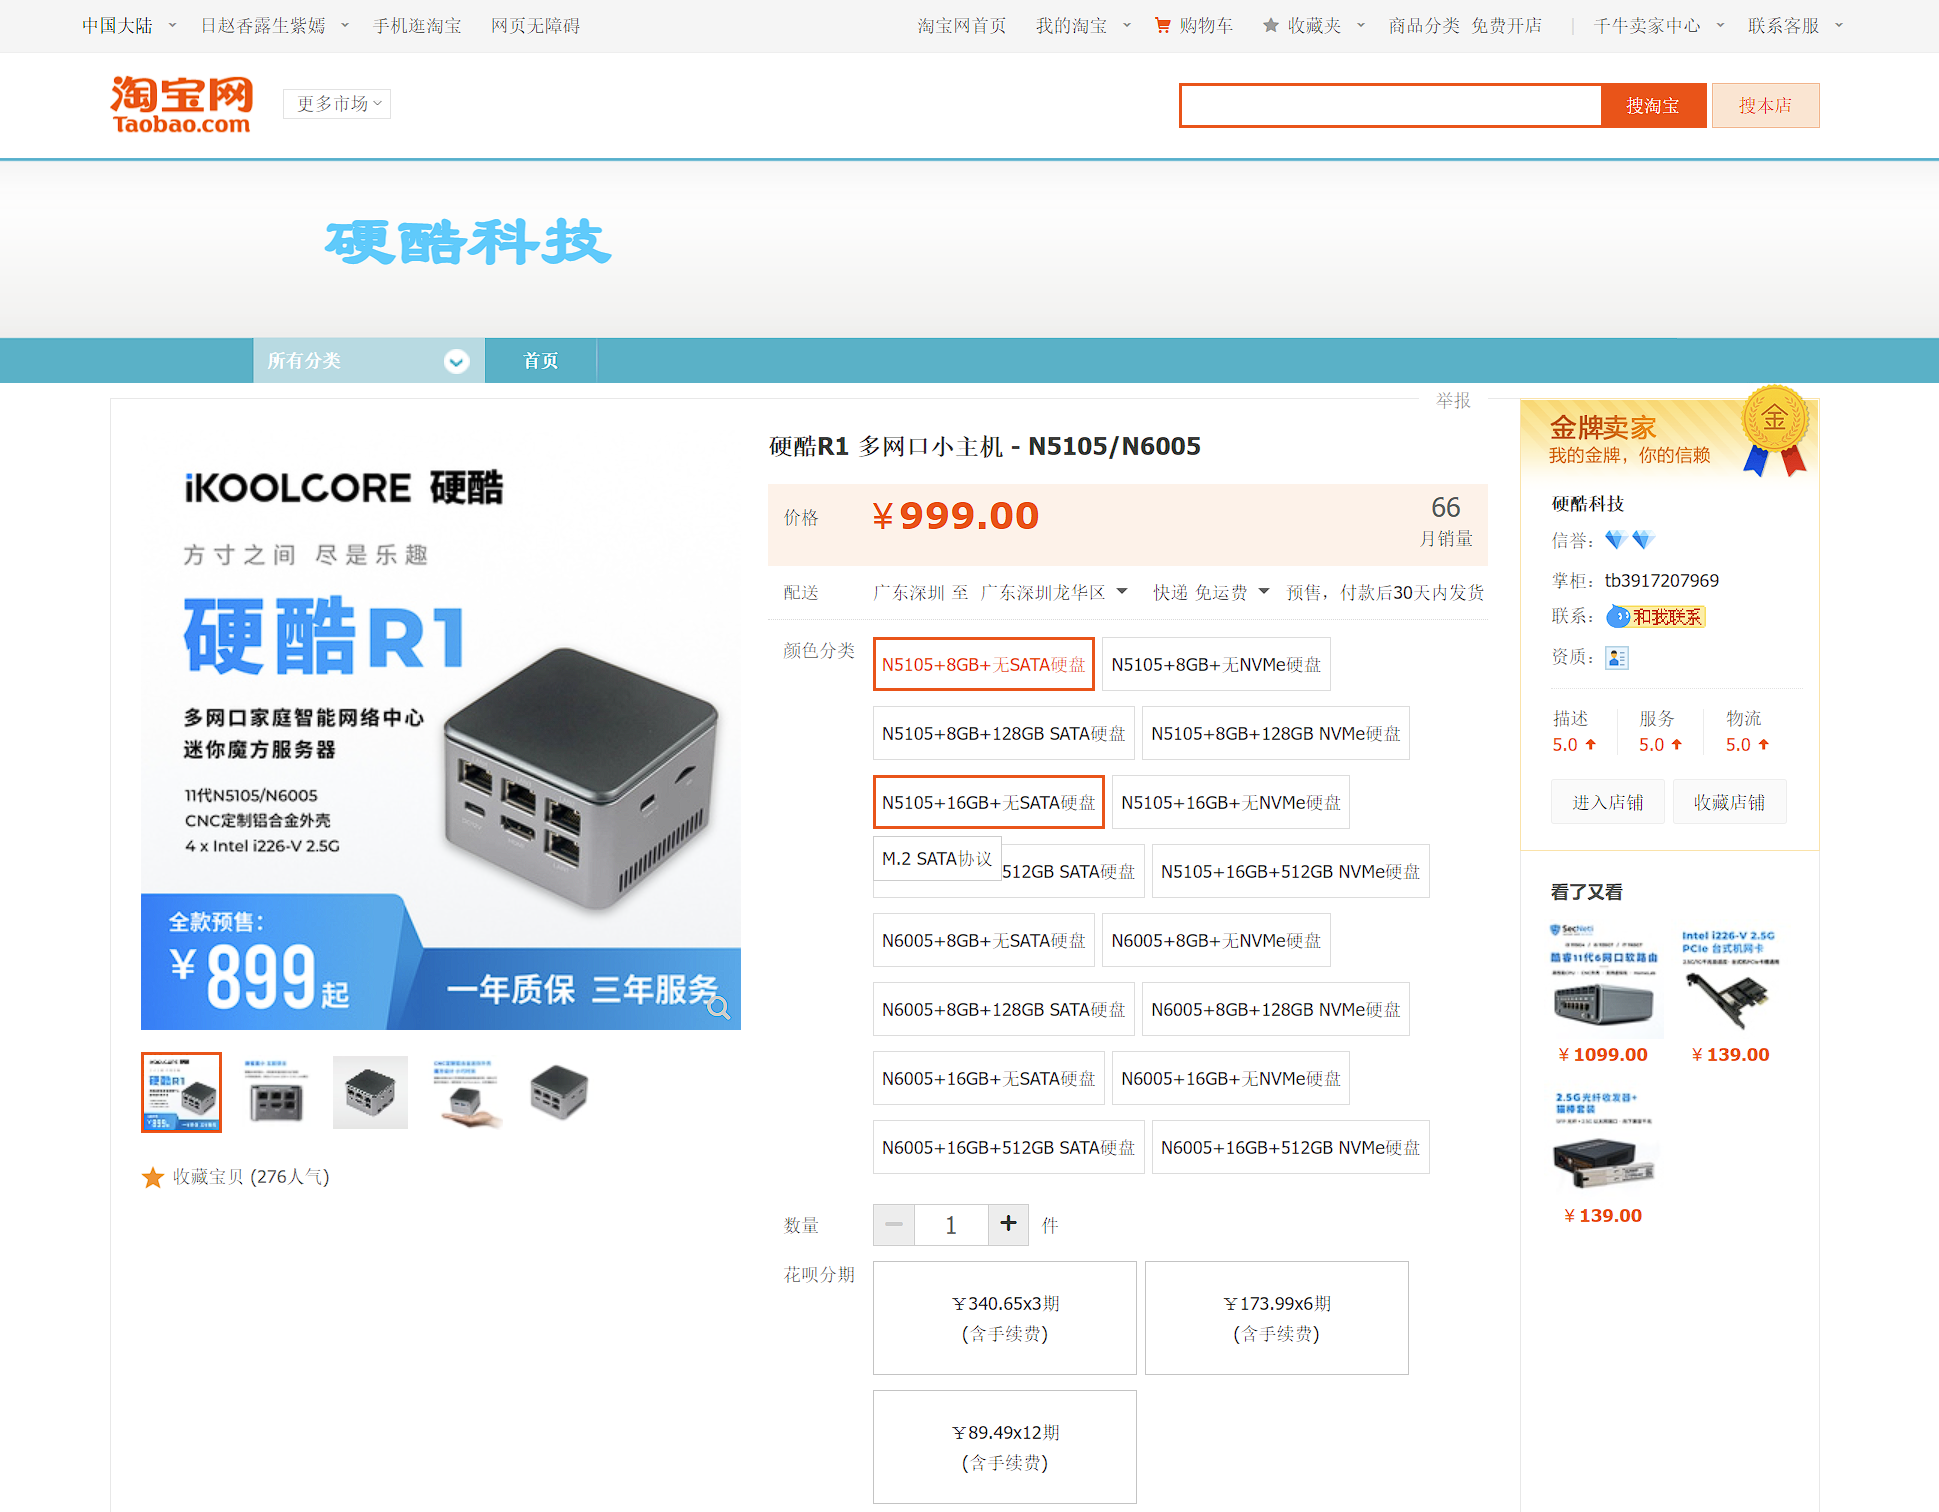 中国大陆 日赵香露生紫嫣 手机逛淘宝 网页无障碍 淘宝网首页 我的淘宝 购物车 收藏夹 商品分类 免费开店 千牛卖家中心 联系客服
淘宝网
Taobao.com
更多市场
搜淘宝 搜本店
硬酷科技
所有分类 首页
举报
iKOOLCORE 硬酷
方寸之间 尽是乐趣
硬酷R1
多网口家庭智能网络中心
迷你魔方服务器
11代N5105/N6005
CNC定制铝合金外壳
4 x Intel i226-V 2.5G
全款预售：
¥899起
一年质保 三年服务
收藏宝贝 (276人气)
硬酷R1 多网口小主机 - N5105/N6005
价格 ¥999.00
66
月销量
配送 广东深圳 至 广东深圳龙华区 快递 免运费 预售，付款后30天内发货
颜色分类
N5105+8GB+无SATA硬盘 N5105+8GB+无NVMe硬盘
N5105+8GB+128GB SATA硬盘 N5105+8GB+128GB NVMe硬盘
N5105+16GB+无SATA硬盘 N5105+16GB+无NVMe硬盘
M.2 SATA协议
512GB SATA硬盘 N5105+16GB+512GB NVMe硬盘
N6005+8GB+无SATA硬盘 N6005+8GB+无NVMe硬盘
N6005+8GB+128GB SATA硬盘 N6005+8GB+128GB NVMe硬盘
N6005+16GB+无SATA硬盘 N6005+16GB+无NVMe硬盘
N6005+16GB+512GB SATA硬盘 N6005+16GB+512GB NVMe硬盘
数量 1 件
花呗分期
¥340.65x3期
(含手续费)
¥173.99x6期
(含手续费)
¥89.49x12期
(含手续费)
金牌卖家
金
我的金牌，你的信赖
硬酷科技
信誉：
掌柜：tb3917207969
联系：和我联系
资质：
描述 服务 物流
5.0 5.0 5.0
进入店铺 收藏店铺
看了又看
SecNet
酷睿11代6网口软路由
¥1099.00
Intel i226-V 2.5G
PCIe 台式机网卡
¥139.00
2.5G光纤收发器+
猫棒套装
¥139.00